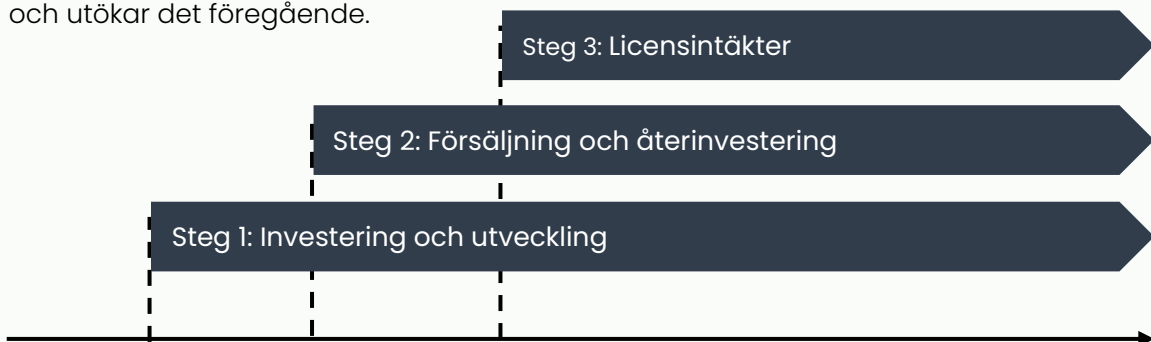 och utökar det föregående.
Steg 3: Licensintäkter
Steg 2: Försäljning och återinvestering
Steg 1: Investering och utveckling